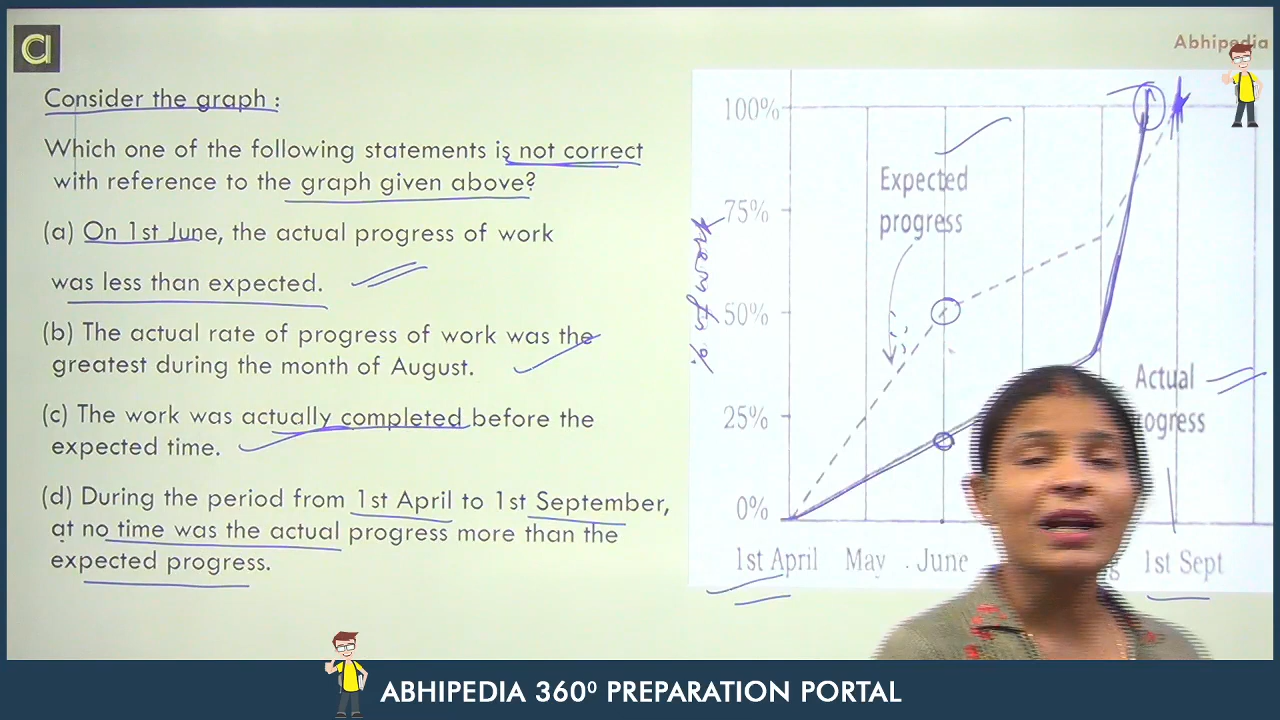 Abhipedia
Consider the graph :
Which one of the following statements is not correct
with reference to the graph given above?
(a) On 1st June, the actual progress of work
was less than expected.
(b) The actual rate of progress of work was the
greatest during the month of August.
(c) The work was actually completed before the
expected time.
(d) During the period from 1st April to 1st September,
at no time was the actual progress more than the
expected progress.
100%
75%
50%
25%
0%
Expected
progress
Actual
ogress
1st April May June g 1st Sept
ABHIPEDIA 360⁰ PREPARATION PORTAL